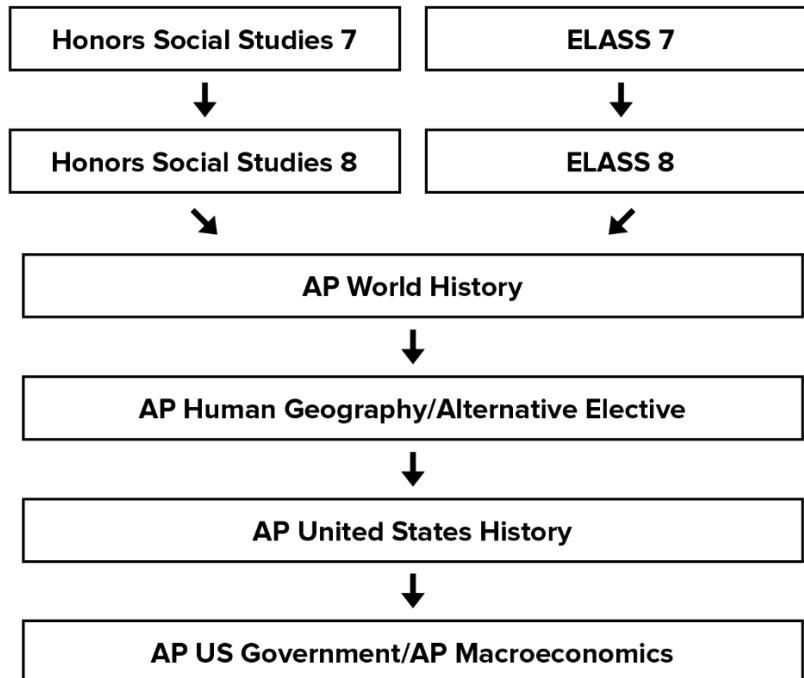 Honors Social Studies 7
ELASS 7
Honors Social Studies 8
ELASS 8
AP World History
AP Human Geography/Alternative Elective
AP United States History
AP US Government/AP Macroeconomics